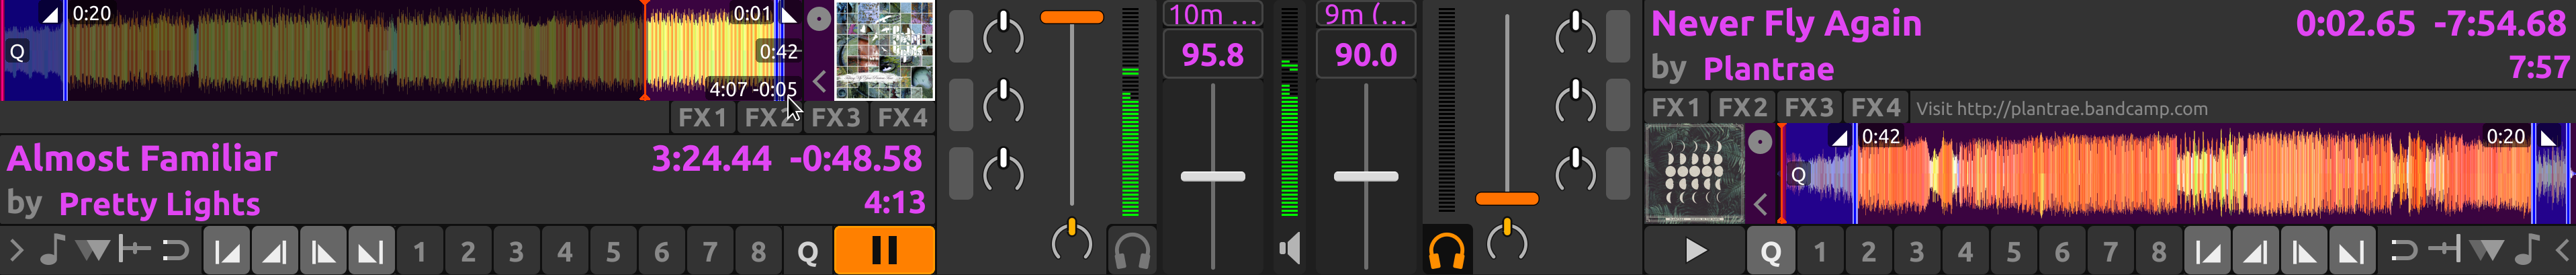 0:20
0:01
Q
0:42
4:07 -0:05
FX1 FX2 FX3 FX4
Almost Familiar
3:24.44 -0:48.58
by Pretty Lights
4:13
1 2 3 4 5 6 7 8 Q
10m ...
95.8
9m (...
90.0
Never Fly Again
0:02.65 -7:54.68
by Plantrae
7:57
FX1 FX2 FX3 FX4 Visit http://plantrae.bandcamp.com
0:42
0:20
Q
Q 1 2 3 4 5 6 7 8